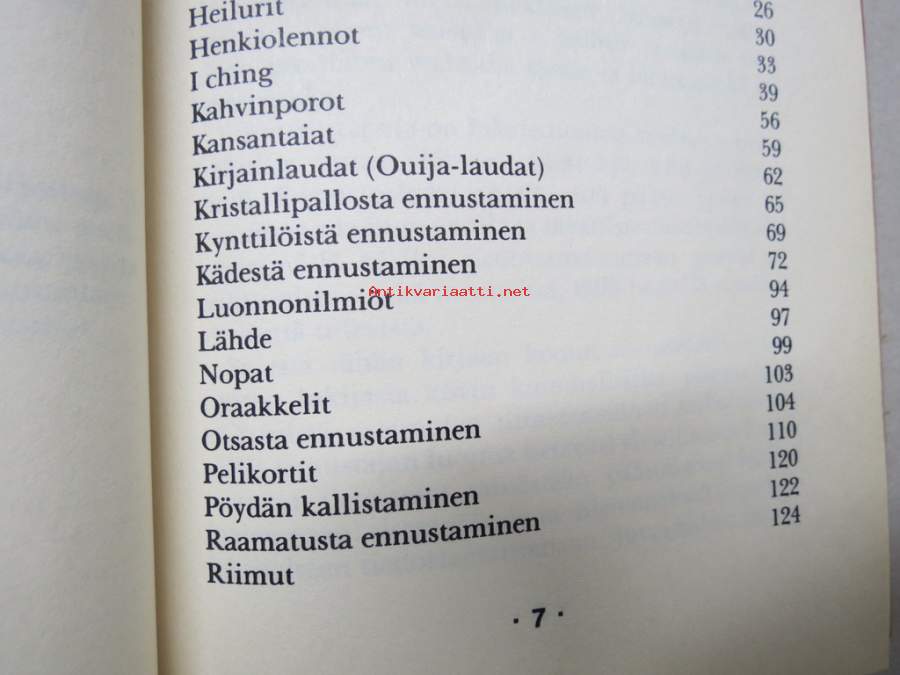 26
Heilurit 30
Henkiolennot 33
I ching 39
Kahvinporot 56
Kansantaiat 59
Kirjainlaudat (Ouija-laudat) 62
Kristallipallosta ennustaminen 65
Kynttilöistä ennustaminen 69
Kädestä ennustaminen 72
Luonnonilmiöt 94
Antikvariaatti.net
Lähde 97
Nopat 99
Oraakkelit 103
Otsasta ennustaminen 104
Pelikortit 110
Pöydän kallistaminen 120
Raamatusta ennustaminen 122
Riimut 124
· 7 ·